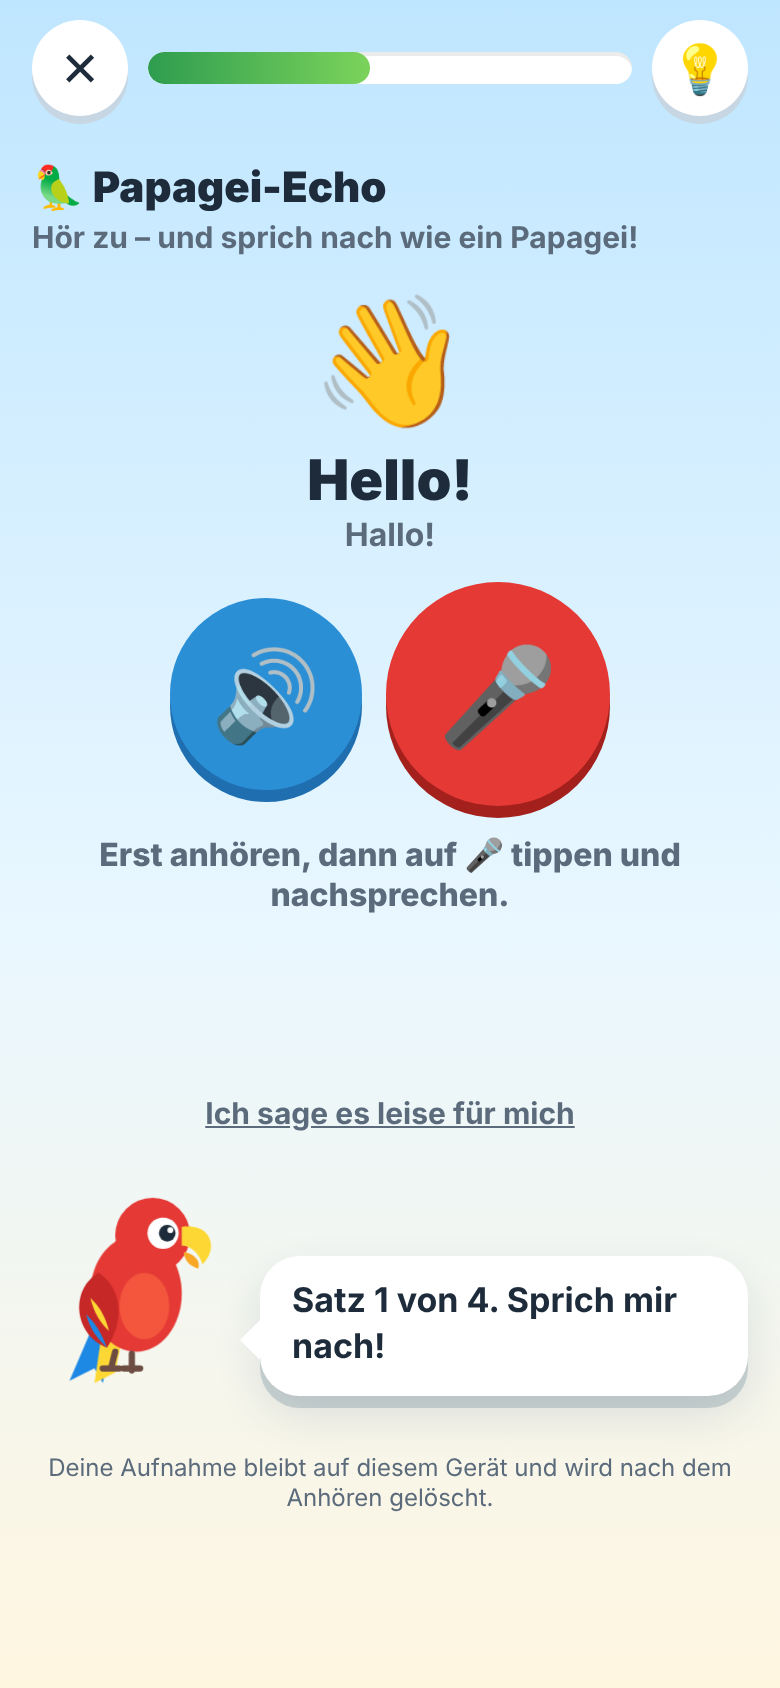 Papagei-Echo
Hör zu – und sprich nach wie ein Papagei!
Hello!
Hallo!
Erst anhören, dann auf 🎤 tippen und
nachsprechen.
Ich sage es leise für mich
Satz 1 von 4. Sprich mir
nach!
Deine Aufnahme bleibt auf diesem Gerät und wird nach dem
Anhören gelöscht.